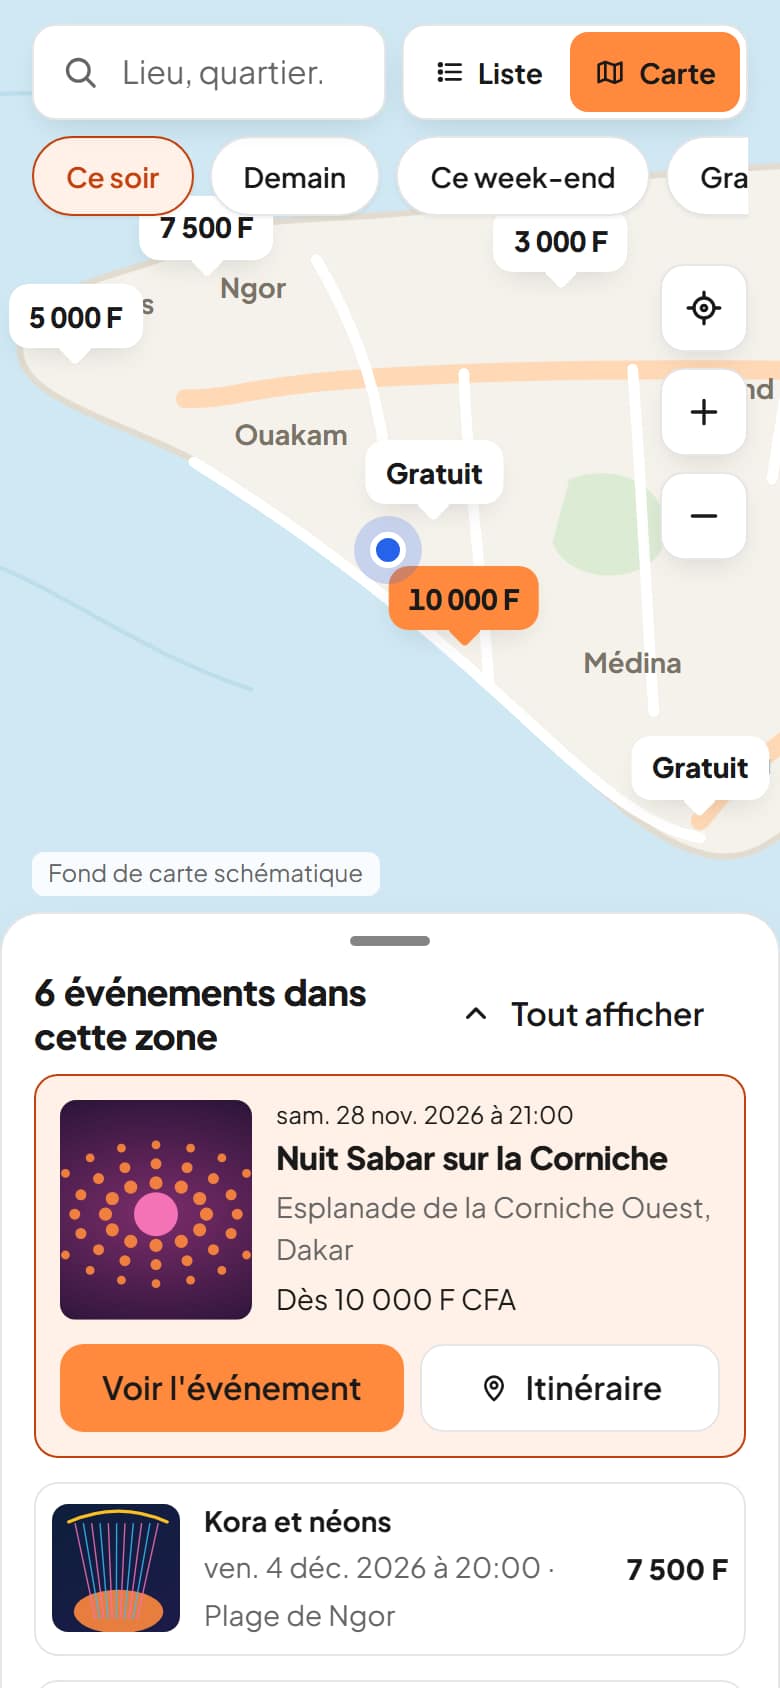 Lieu, quartier.
Liste
Carte
Ce soir
Demain
Ce week-end
Gra
7 500 F
3 000 F
Ngor
5 000 F
s
nd
Ouakam
Gratuit
10 000 F
Médina
Gratuit
Fond de carte schématique
6 événements dans
cette zone
Tout afficher
sam. 28 nov. 2026 à 21:00
Nuit Sabar sur la Corniche
Esplanade de la Corniche Ouest,
Dakar
Dès 10 000 F CFA
Voir l'événement
Itinéraire
Kora et néons
ven. 4 déc. 2026 à 20:00 ·
Plage de Ngor
7 500 F